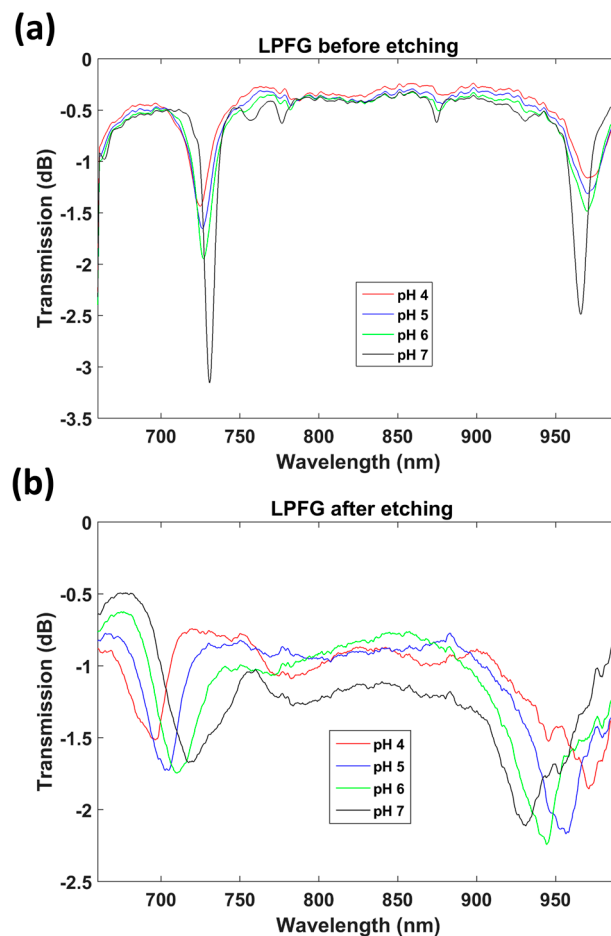 (a)
LPFG before etching
0
-0.5
-1
-1.5
-2
-2.5
-3
-3.5
Transmission (dB)
pH 4
pH 5
pH 6
pH 7
700 750 800 850 900 950
Wavelength (nm)
(b)
LPFG after etching
0
-0.5
-1
-1.5
-2
-2.5
Transmission (dB)
pH 4
pH 5
pH 6
pH 7
700 750 800 850 900 950
Wavelength (nm)